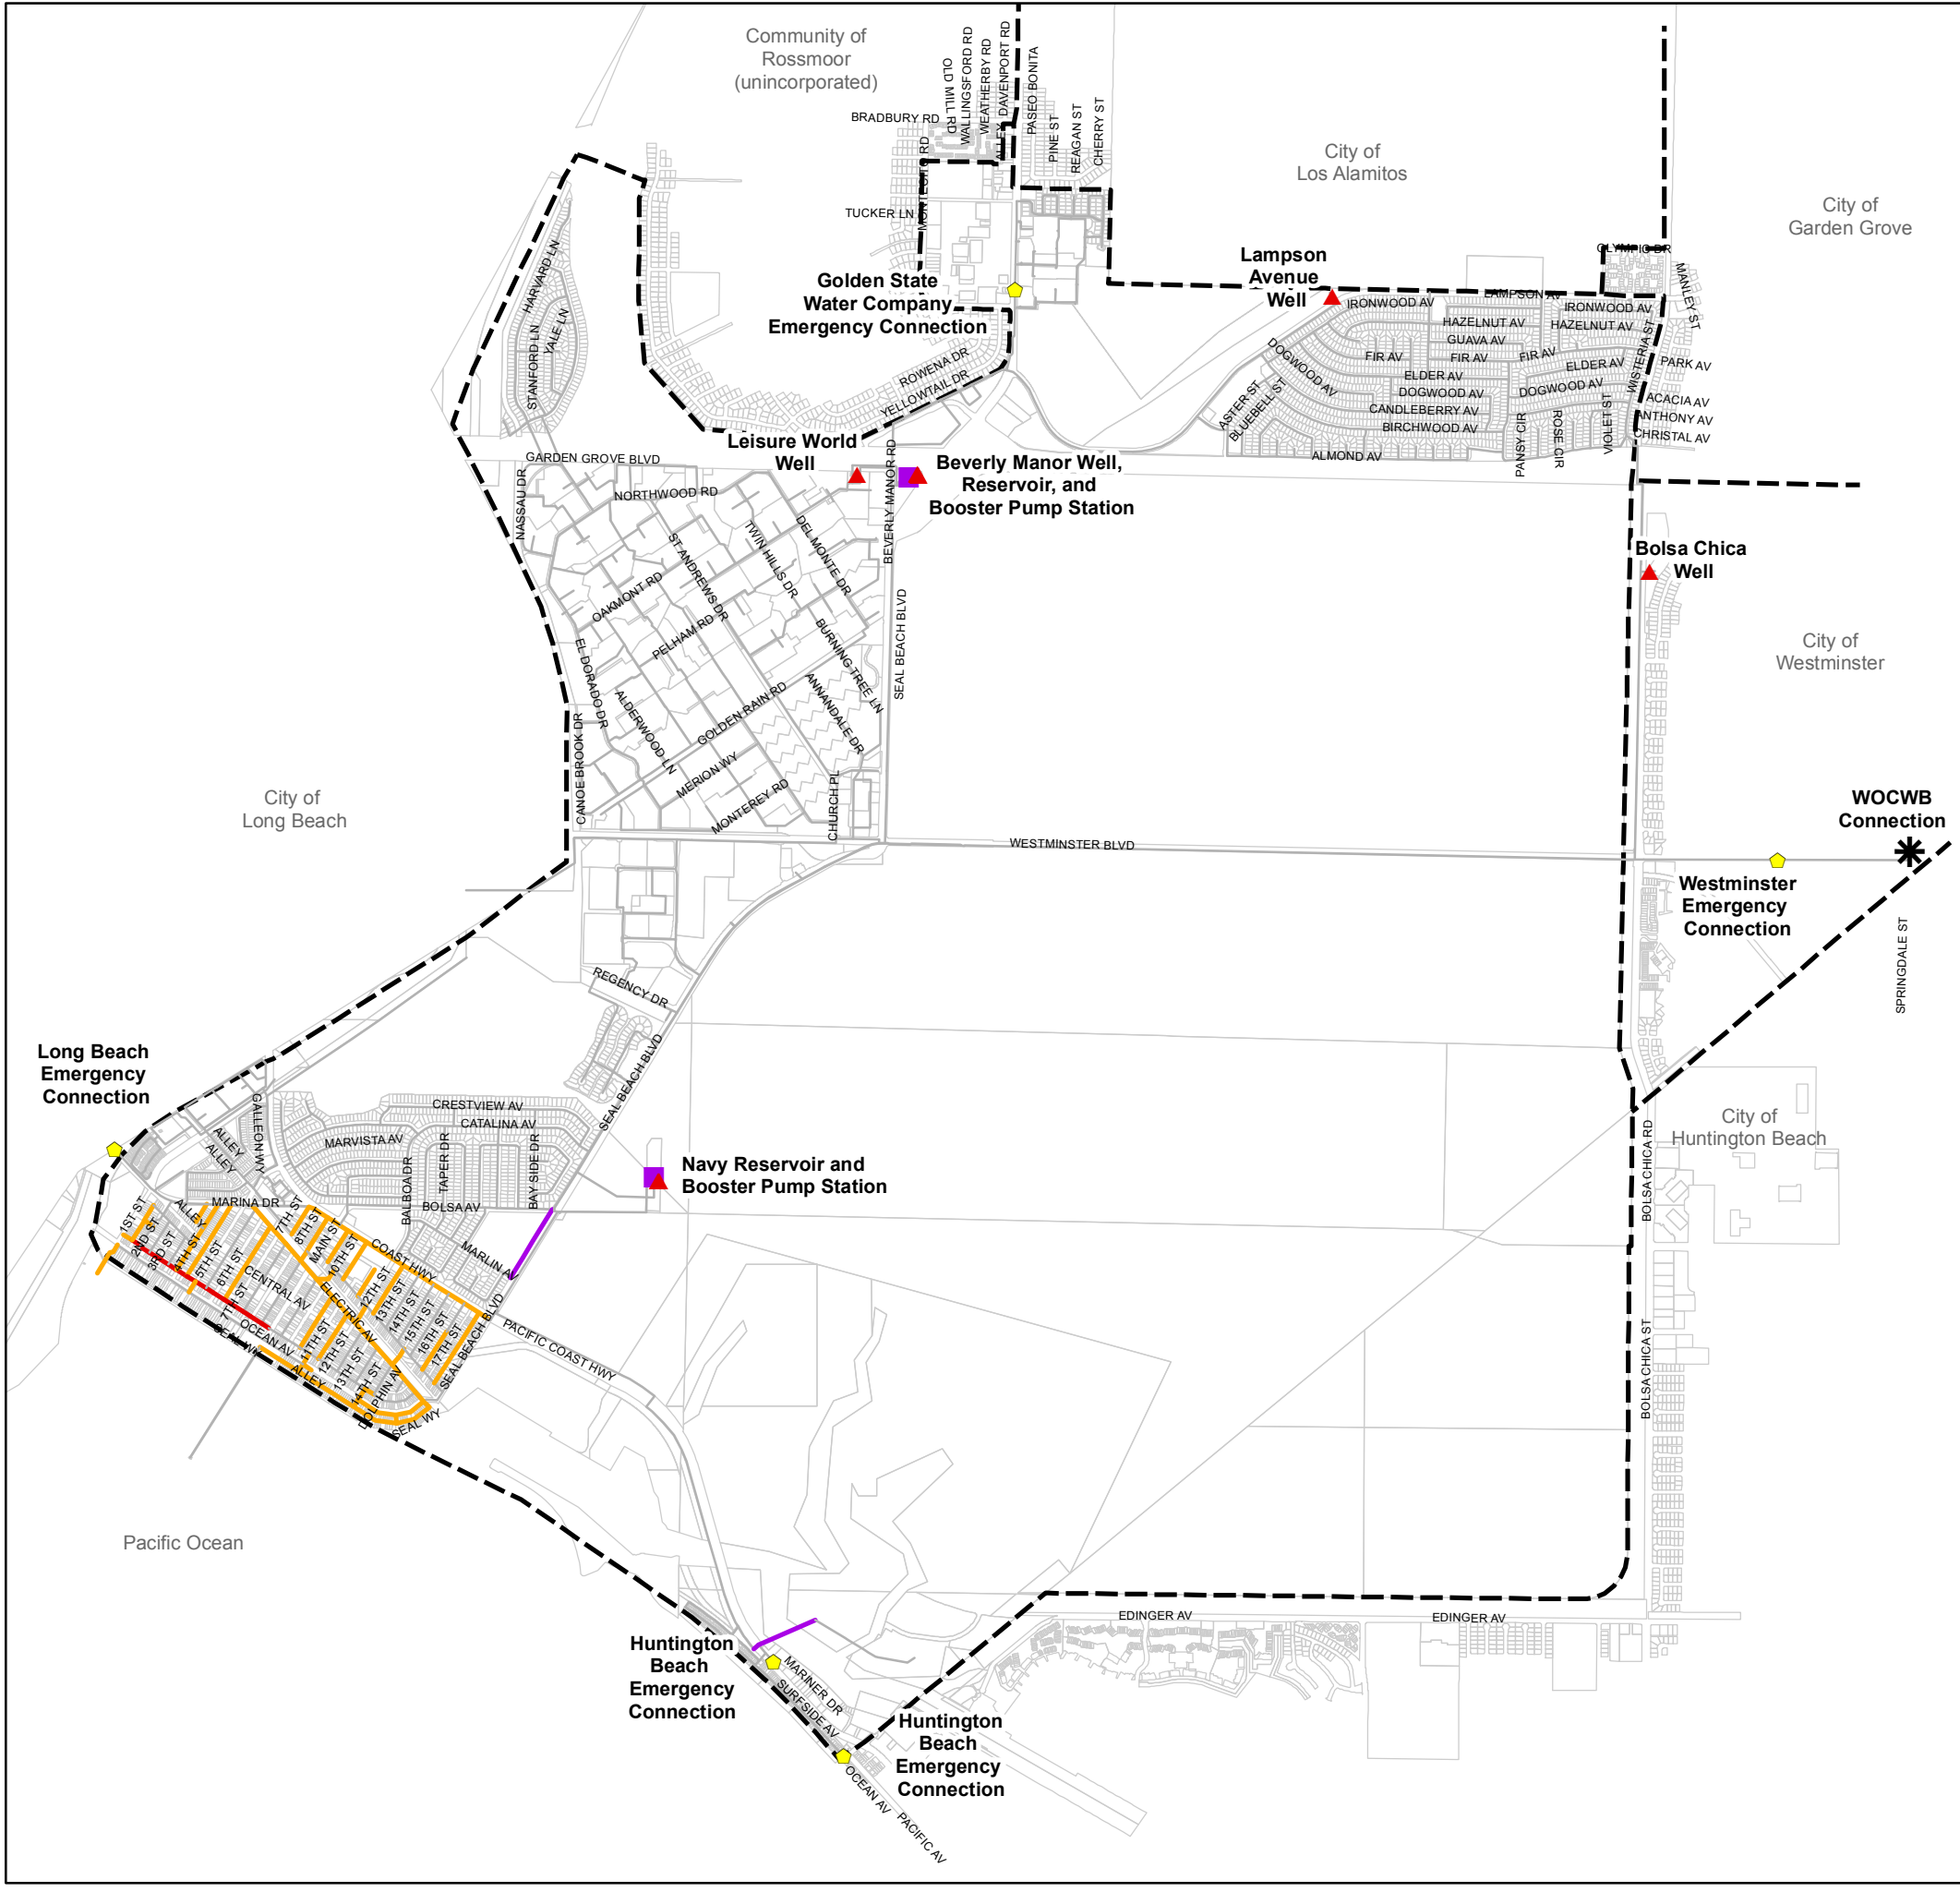 Community of
Rossmoor
(unincorporated)
OLD MILL RD
WALLINGSFORD RD
WEATHERBY RD
DAVENPORT RD
ALLEY
PASEO BONITA
PINE ST
REAGAN ST
CHERRY ST
BRADBURY RD
MONTECITO RD
TUCKER LN
City of
Los Alamitos
City of
Garden Grove
HARVARD LN
YALE LN
STANFORD LN
Golden State
Water Company
Emergency Connection
Lampson
Avenue
Well
OLYMPIC DR
MANLEY ST
IRONWOOD AV
LAMPSON AV
IRONWOOD AV
HAZELNUT AV
HAZELNUT AV
GUAVA AV
FIR AV
FIR AV
FIR AV
ELDER AV
ELDER AV
DOGWOOD AV
DOGWOOD AV
DOGWOOD AV
CANDLEBERRY AV
BIRCHWOOD AV
ALMOND AV
ASTER ST
BLUEBELL ST
PANSY CIR
ROSE CIR
VIOLET ST
WISTERIA ST
PARK AV
ACACIA AV
ANTHONY AV
CHRISTAL AV
ROWENA DR
YELLOWTAIL DR
Leisure World
Well
GARDEN GROVE BLVD
NORTHWOOD RD
NASSAU DR
BEVERLY MANOR RD
Beverly Manor Well,
Reservoir, and
Booster Pump Station
DEL MONTE DR
TWIN HILLS DR
ST ANDREWS DR
OAKMONT RD
PELHAM RD
BURNING TREE LN
ANNANDALE DR
EL DORADO DR
ALDERWOOD LN
GOLDEN RAIN RD
MERION WY
MONTEREY RD
CHURCH PL
CANOE BROOK DR
SEAL BEACH BLVD
Bolsa Chica
Well
City of
Westminster
City of
Long Beach
WESTMINSTER BLVD
WOCWB
Connection
Westminster
Emergency
Connection
SPRINGDALE ST
REGENCY DR
SEAL BEACH BLVD
Long Beach
Emergency
Connection
GALLEON WY
ALLEY
ALLEY
CRESTVIEW AV
CATALINA AV
MARVISTA AV
BALBOA DR
TAPER DR
BAY SIDE DR
BOLSA AV
MARLIN AV
Navy Reservoir and
Booster Pump Station
City of
Huntington Beach
BOLSA CHICA RD
BOLSA CHICA ST
MARINA DR
ALLEY
1ST ST
2ND ST
3RD ST
4TH ST
5TH ST
6TH ST
7TH ST
7TH ST
8TH ST
MAIN ST
10TH ST
COAST HWY
CENTRAL AV
ELECTRIC AV
12TH ST
13TH ST
14TH ST
15TH ST
16TH ST
17TH ST
SEAL BEACH BLVD
OCEAN AV
SEAL WY
ALLEY
11TH ST
12TH ST
13TH ST
14TH ST
DOLPHIN AV
SEAL WY
PACIFIC COAST HWY
Pacific Ocean
EDINGER AV
EDINGER AV
Huntington
Beach
Emergency
Connection
MARINER DR
SURFSIDE AV
Huntington
Beach
Emergency
Connection
OCEAN AV
PACIFIC AV